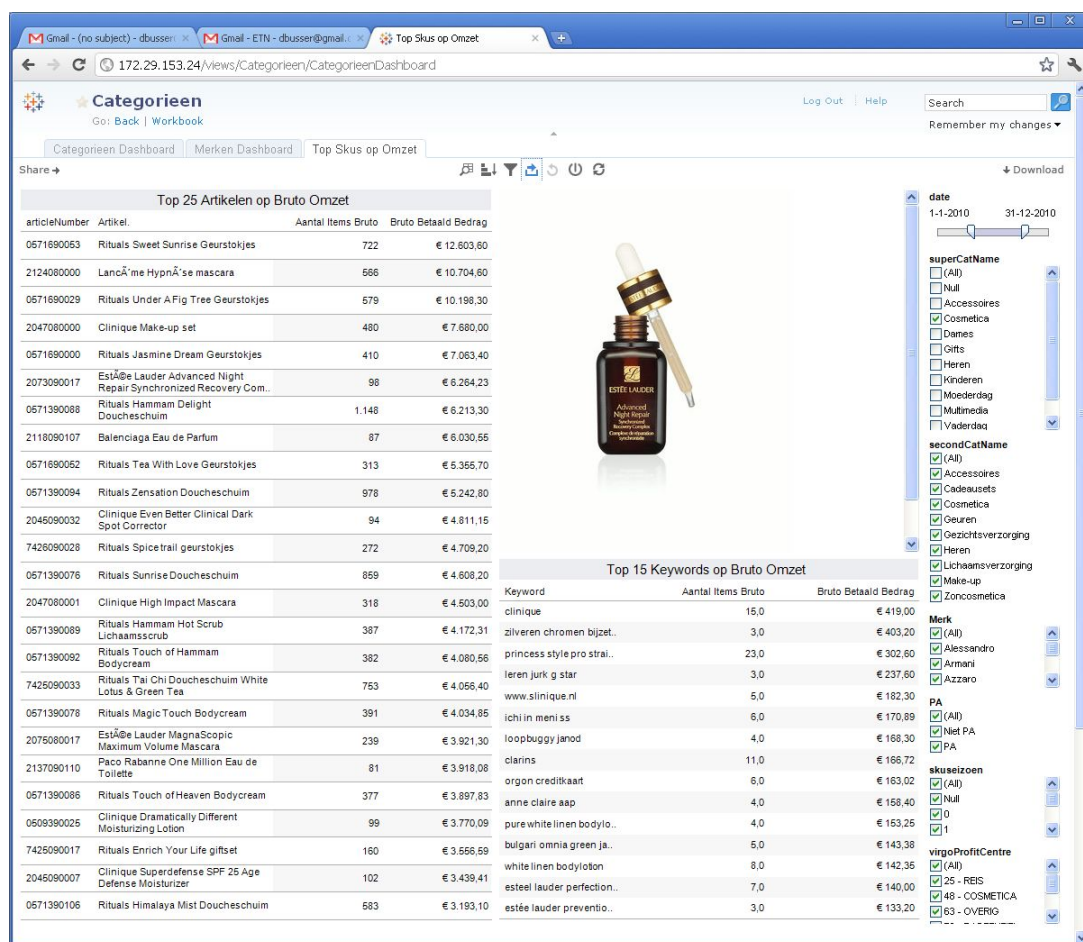 Gmail - (no subject) - dbusser
Gmail - ETN - dbusser@gmail.c
Top Skus op Omzet
172.29.153.24/views/Categorieen/CategorieenDashboard
Categorieen
Go: Back | Workbook
Log Out | Help
Search
Remember my changes
Categorieen Dashboard
Merken Dashboard
Top Skus op Omzet
Share
Download
Top 25 Artikelen op Bruto Omzet
articleNumber Artikel. Aantal Items Bruto Bruto Betaald Bedrag
0571690053 Rituals Sweet Sunrise Geurstokjes 722 € 12.603,60
2124080000 LancÃ´me HypnÃ´se mascara 566 € 10.704,60
0571690029 Rituals Under A Fig Tree Geurstokjes 579 € 10.198,30
2047080000 Clinique Make-up set 480 € 7.680,00
0571690000 Rituals Jasmine Dream Geurstokjes 410 € 7.063,40
2073090017 EstÃ©e Lauder Advanced Night
Repair Synchronized Recovery Com.. 98 € 6.264,23
0571390088 Rituals Hammam Delight
Doucheschuim 1.148 € 6.213,30
2118090107 Balenciaga Eau de Parfum 87 € 6.030,55
0571690052 Rituals Tea With Love Geurstokjes 313 € 5.355,70
0571390094 Rituals Zensation Doucheschuim 978 € 5.242,80
2045090032 Clinique Even Better Clinical Dark
Spot Corrector 94 € 4.811,15
7426090028 Rituals Spicetrail geurstokjes 272 € 4.709,20
0571390076 Rituals Sunrise Doucheschuim 859 € 4.608,20
2047080001 Clinique High Impact Mascara 318 € 4.503,00
0571390089 Rituals Hammam Hot Scrub
Lichaamsscrub 387 € 4.172,31
0571390092 Rituals Touch of Hammam
Bodycream 382 € 4.080,56
7425090033 Rituals T'ai Chi Doucheschuim White
Lotus & Green Tea 753 € 4.056,40
0571390078 Rituals Magic Touch Bodycream 391 € 4.034,85
2075080017 EstÃ©e Lauder MagnaScopic
Maximum Volume Mascara 239 € 3.921,30
2137090110 Paco Rabanne One Million Eau de
Toilette 81 € 3.918,08
0571390086 Rituals Touch of Heaven Bodycream 377 € 3.897,83
0509390025 Clinique Dramatically Different
Moisturizing Lotion 99 € 3.770,09
7425090017 Rituals Enrich Your Life giftset 160 € 3.556,59
2045090007 Clinique Superdefense SPF 25 Age
Defense Moisturizer 102 € 3.439,41
0571390106 Rituals Himalaya Mist Doucheschuim 583 € 3.193,10
ESTĒE LAUDER
Advanced
Night Repair
Synchronized
Recovery Complex
Complexe de réparation
synchronisée
Top 15 Keywords op Bruto Omzet
Keyword Aantal Items Bruto Bruto Betaald Bedrag
clinique 15,0 € 419,00
zilveren chromen bijzet.. 3,0 € 403,20
princess style pro strai.. 23,0 € 302,60
leren jurk g star 3,0 € 237,60
www.slinique.nl 5,0 € 182,30
ichi in meni ss 6,0 € 170,89
loopbuggy janod 4,0 € 168,30
clarins 11,0 € 166,72
orgon creditkaart 6,0 € 163,02
anne claire aap 4,0 € 158,40
pure white linen bodylo.. 4,0 € 153,25
bulgari omnia green ja.. 5,0 € 143,38
white linen bodylotion 8,0 € 142,35
esteel lauder perfection.. 7,0 € 140,00
estée lauder preventio.. 3,0 € 133,20
date
1-1-2010 31-12-2010
superCatName
(All)
Null
Accessoires
Cosmetica
Dames
Gifts
Heren
Kinderen
Moederdag
Multimedia
Vaderdag
secondCatName
(All)
Accessoires
Cadeausets
Cosmetica
Geuren
Gezichtsverzorging
Heren
Lichaamsverzorging
Make-up
Zoncosmetica
Merk
(All)
Alessandro
Armani
Azzaro
PA
(All)
Niet PA
PA
skuseizoen
(All)
Null
0
1
virgoProfitCentre
(All)
25 - REIS
48 - COSMETICA
63 - OVERIG